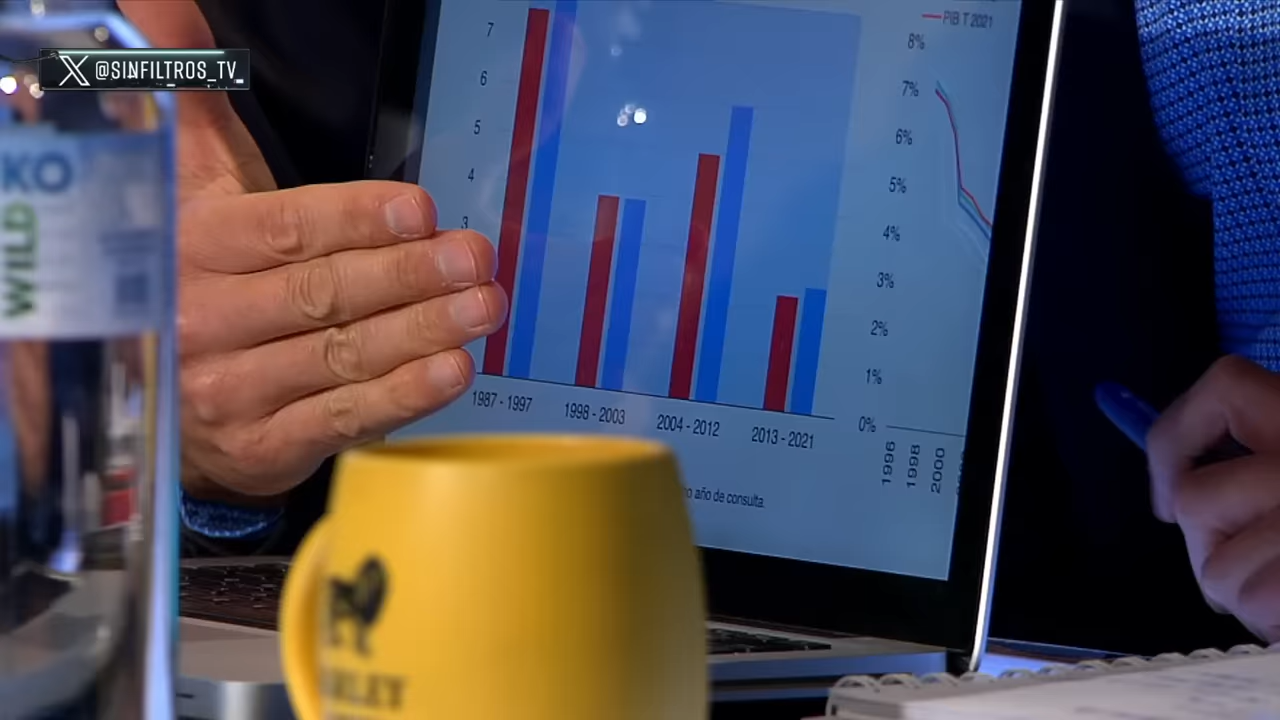 @SINFILTROS_TV_
KO
WILD
7
6
5
4
3
1987 - 1997
1998 - 2003
2004 - 2012
2013 - 2021
año de consulta.
PIB T 2021
8%
7%
6%
5%
4%
3%
2%
1%
0%
1996
1998
2000